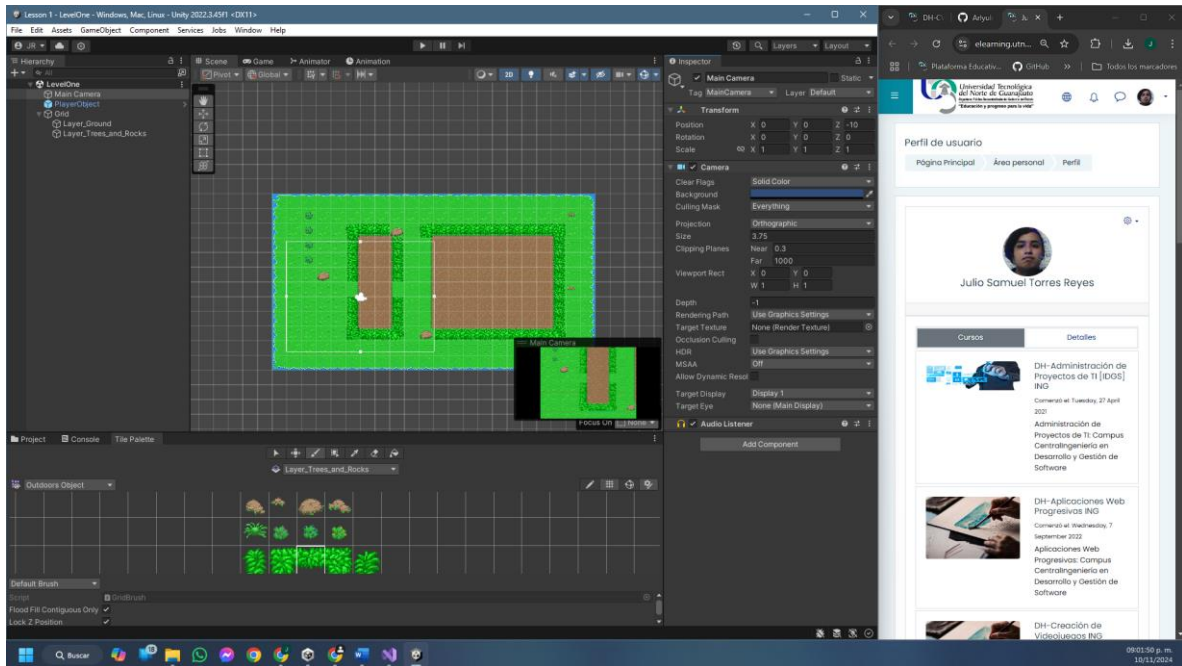 Lesson 1 - LevelOne - Windows, Mac, Linux - Unity 2022.3.45f1 <DX11>
File Edit Assets GameObject Component Services Jobs Window Help
JR
Layers Layout
Hierarchy
All
LevelOne
Main Camera
PlayerObject
Grid
Layer_Ground
Layer_Trees_and_Rocks
Scene Game Animator Animation
Pivot Global 2D
Main Camera
Focus On None
Inspector
Main Camera Static
Tag MainCamera Layer Default
Transform
Position X 0 Y 0 Z -10
Rotation X 0 Y 0 Z 0
Scale X 1 Y 1 Z 1
Camera
Clear Flags Solid Color
Background
Culling Mask Everything
Projection Orthographic
Size 3.75
Clipping Planes Near 0.3
Far 1000
Viewport Rect X 0 Y 0
W 1 H 1
Depth -1
Rendering Path Use Graphics Settings
Target Texture None (Render Texture)
Occlusion Culling
HDR Use Graphics Settings
MSAA Off
Allow Dynamic Resol
Target Display Display 1
Target Eye None (Main Display)
Audio Listener
Add Component
Project Console Tile Palette
Layer_Trees_and_Rocks
Outdoors Object
Default Brush
Script GridBrush
Flood Fill Contiguous Only
Lock Z Position
DH-C Ariyui Ju
elearning.utn...
Plataforma Educativ... GitHub Todos los marcadores
Universidad Tecnológica
del Norte de Guanajuato
"Educación y progreso para la vida"
Perfil de usuario
Página Principal Área personal Perfil
Julio Samuel Torres Reyes
Cursos Detalles
DH-Administración de
Proyectos de TI [IDGS]
ING
Comenzó el Tuesday, 27 April
2021
Administración de
Proyectos de TI: Campus
CentralIngeniería en
Desarrollo y Gestión de
Software
DH-Aplicaciones Web
Progresivas ING
Comenzó el Wednesday, 7
September 2022
Aplicaciones Web
Progresivas: Campus
CentralIngeniería en
Desarrollo y Gestión de
Software
DH-Creación de
Videojuegos ING
Buscar
09:01:50 p. m.
10/11/2024